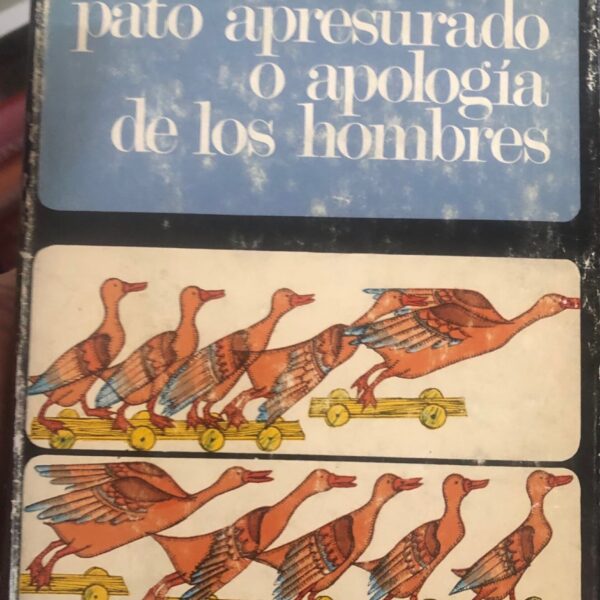 pato apresurado
o apología
de los hombres